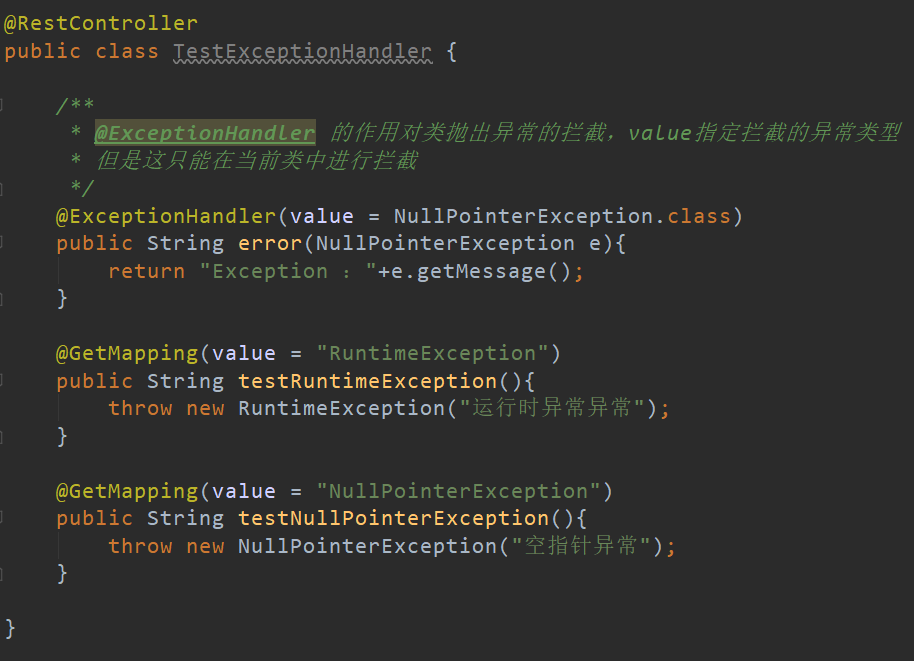 @RestController
public class TestExceptionHandler {
/**
* @ExceptionHandler 的作用对类抛出异常的拦截，value指定拦截的异常类型
* 但是这只能在当前类中进行拦截
*/
@ExceptionHandler(value = NullPointerException.class)
public String error(NullPointerException e){
return "Exception ："+e.getMessage();
}
@GetMapping(value = "RuntimeException")
public String testRuntimeException(){
throw new RuntimeException("运行时异常异常");
}
@GetMapping(value = "NullPointerException")
public String testNullPointerException(){
throw new NullPointerException("空指针异常");
}
}